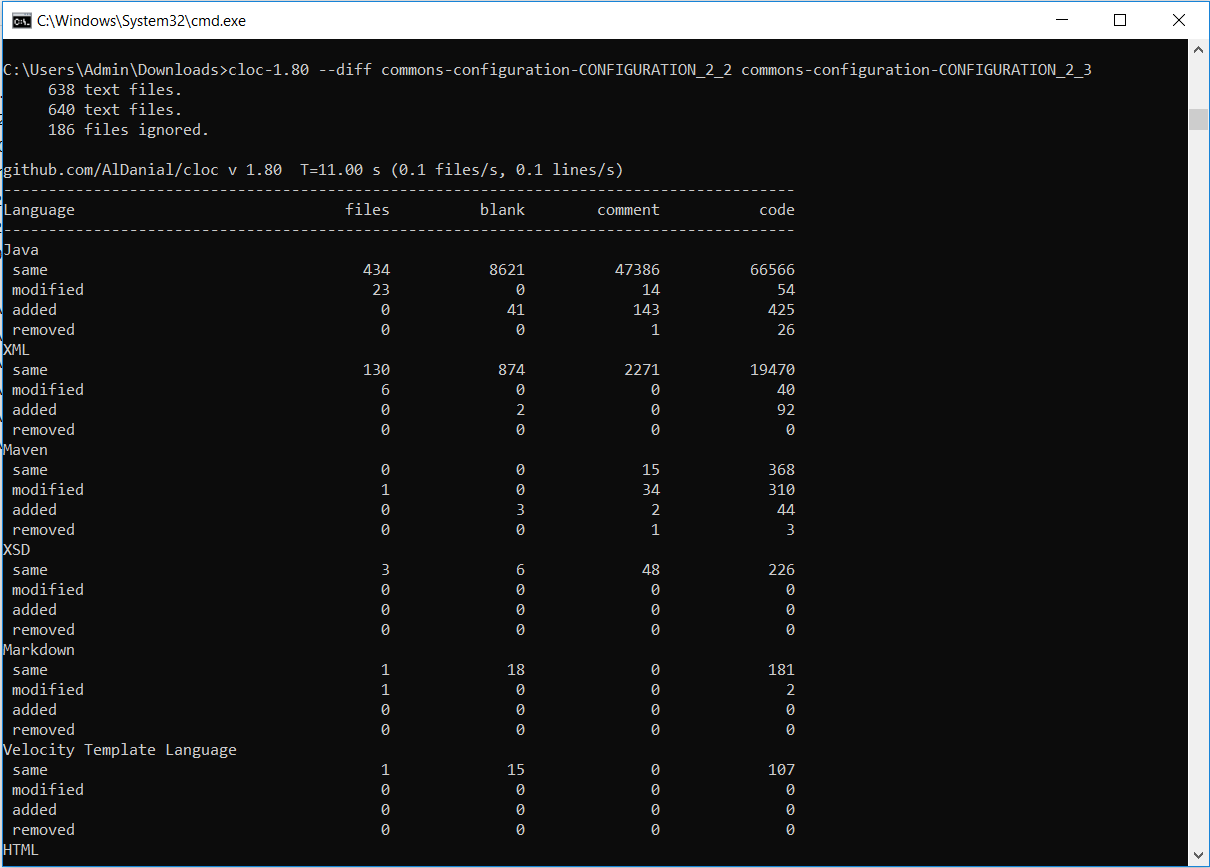 C:\Windows\System32\cmd.exe
C:\Users\Admin\Downloads>cloc-1.80 --diff commons-configuration-CONFIGURATION_2_2 commons-configuration-CONFIGURATION_2_3
638 text files.
640 text files.
186 files ignored.
github.com/AlDanial/cloc v 1.80  T=11.00 s (0.1 files/s, 0.1 lines/s)
----------------------------------------------------------------------------------------
Language files blank comment code
----------------------------------------------------------------------------------------
Java
same 434 8621 47386 66566
modified 23 0 14 54
added 0 41 143 425
removed 0 0 1 26
XML
same 130 874 2271 19470
modified 6 0 0 40
added 0 2 0 92
removed 0 0 0 0
Maven
same 0 0 15 368
modified 1 0 34 310
added 0 3 2 44
removed 0 0 1 3
XSD
same 3 6 48 226
modified 0 0 0 0
added 0 0 0 0
removed 0 0 0 0
Markdown
same 1 18 0 181
modified 1 0 0 2
added 0 0 0 0
removed 0 0 0 0
Velocity Template Language
same 1 15 0 107
modified 0 0 0 0
added 0 0 0 0
removed 0 0 0 0
HTML